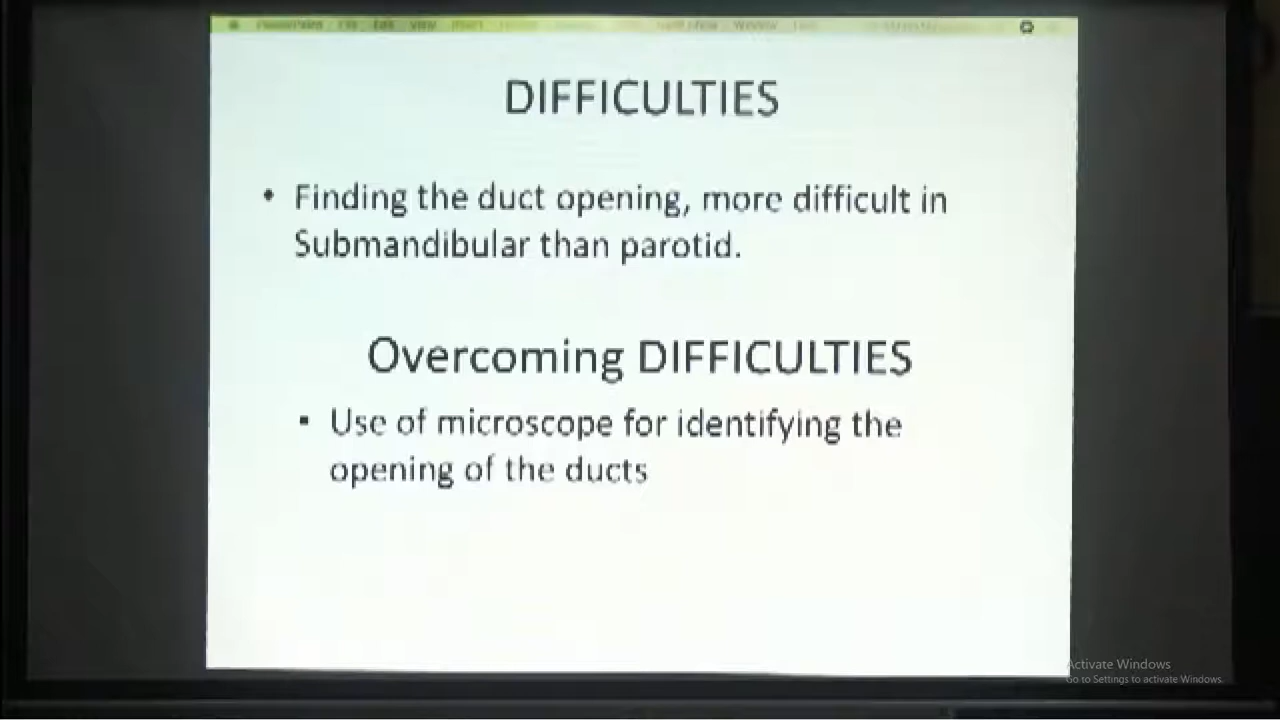 DIFFICULTIES
• Finding the duct opening, more difficult in
Submandibular than parotid.
Overcoming DIFFICULTIES
▪ Use of microscope for identifying the
opening of the ducts
Activate Windows
Go to Settings to activate Windows.